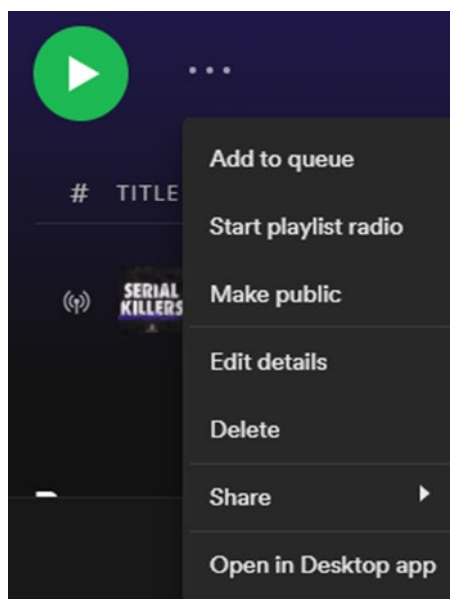 Add to queue
# TITLE
Start playlist radio
SERIAL
KILLERS
Make public
Edit details
Delete
Share
Open in Desktop app